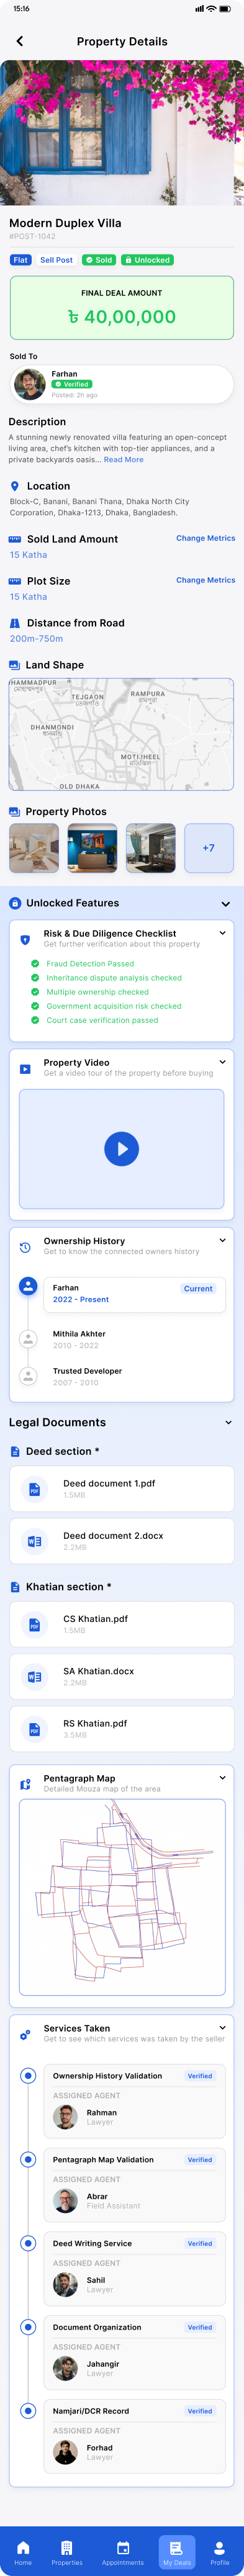 15:16
Property Details
Modern Duplex Villa
#POST-1042
Flat Sell Post Sold Unlocked
FINAL DEAL AMOUNT
৳ 40,00,000
Sold To
Farhan
Verified
Posted: 2h ago
Description
A stunning newly renovated villa featuring an open-concept
living area, chef's kitchen with top-tier appliances, and a
private backyards oasis... Read More
Location
Block-C, Banani, Banani Thana, Dhaka North City
Corporation, Dhaka-1213, Dhaka, Bangladesh.
Sold Land Amount Change Metrics
15 Katha
Plot Size Change Metrics
15 Katha
Distance from Road
200m-750m
Land Shape
HAMMADPUR
TEJGAON
RAMPURA
DHANMONDI
MOTIJHEEL
OLD DHAKA
Property Photos
+7
Unlocked Features
Risk & Due Diligence Checklist
Get further verification about this property
Fraud Detection Passed
Inheritance dispute analysis checked
Multiple ownership checked
Government acquisition risk checked
Court case verification passed
Property Video
Get a video tour of the property before buying
Ownership History
Get to know the connected owners history
Farhan Current
2022 - Present
Mithila Akhter
2010 - 2022
Trusted Developer
2007 - 2010
Legal Documents
Deed section *
PDF
Deed document 1.pdf
1.5MB
Deed document 2.docx
2.2MB
Khatian section *
PDF
CS Khatian.pdf
1.5MB
SA Khatian.docx
2.2MB
PDF
RS Khatian.pdf
3.5MB
Pentagraph Map
Detailed Mouza map of the area
Services Taken
Get to see which services was taken by the seller
Ownership History Validation Verified
ASSIGNED AGENT
Rahman
Lawyer
Pentagraph Map Validation Verified
ASSIGNED AGENT
Abrar
Field Assistant
Deed Writing Service Verified
ASSIGNED AGENT
Sahil
Lawyer
Document Organization Verified
ASSIGNED AGENT
Jahangir
Lawyer
Namjari/DCR Record Verified
ASSIGNED AGENT
Forhad
Lawyer
Home Properties Appointments My Deals Profile